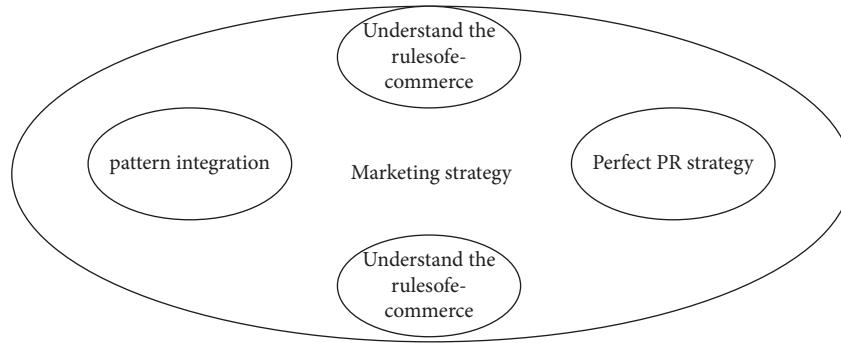 Understand the
rulesofe-
commerce
pattern integration
Marketing strategy
Perfect PR strategy
Understand the
rulesofe-
commerce